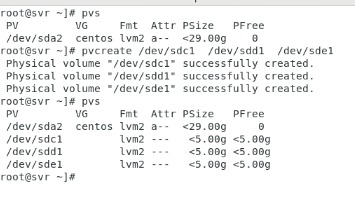 root@svr ~]# pvs
PV         VG     Fmt  Attr PSize   PFree
/dev/sda2  centos lvm2 a--  <29.00g     0
root@svr ~]# pvcreate /dev/sdc1  /dev/sdd1  /dev/sde1
Physical volume "/dev/sdc1" successfully created.
Physical volume "/dev/sdd1" successfully created.
Physical volume "/dev/sde1" successfully created.
root@svr ~]# pvs
PV         VG     Fmt  Attr PSize   PFree
/dev/sda2  centos lvm2 a--  <29.00g     0
/dev/sdc1         lvm2 ---   <5.00g <5.00g
/dev/sdd1         lvm2 ---   <5.00g <5.00g
/dev/sde1         lvm2 ---   <5.00g <5.00g
root@svr ~]#